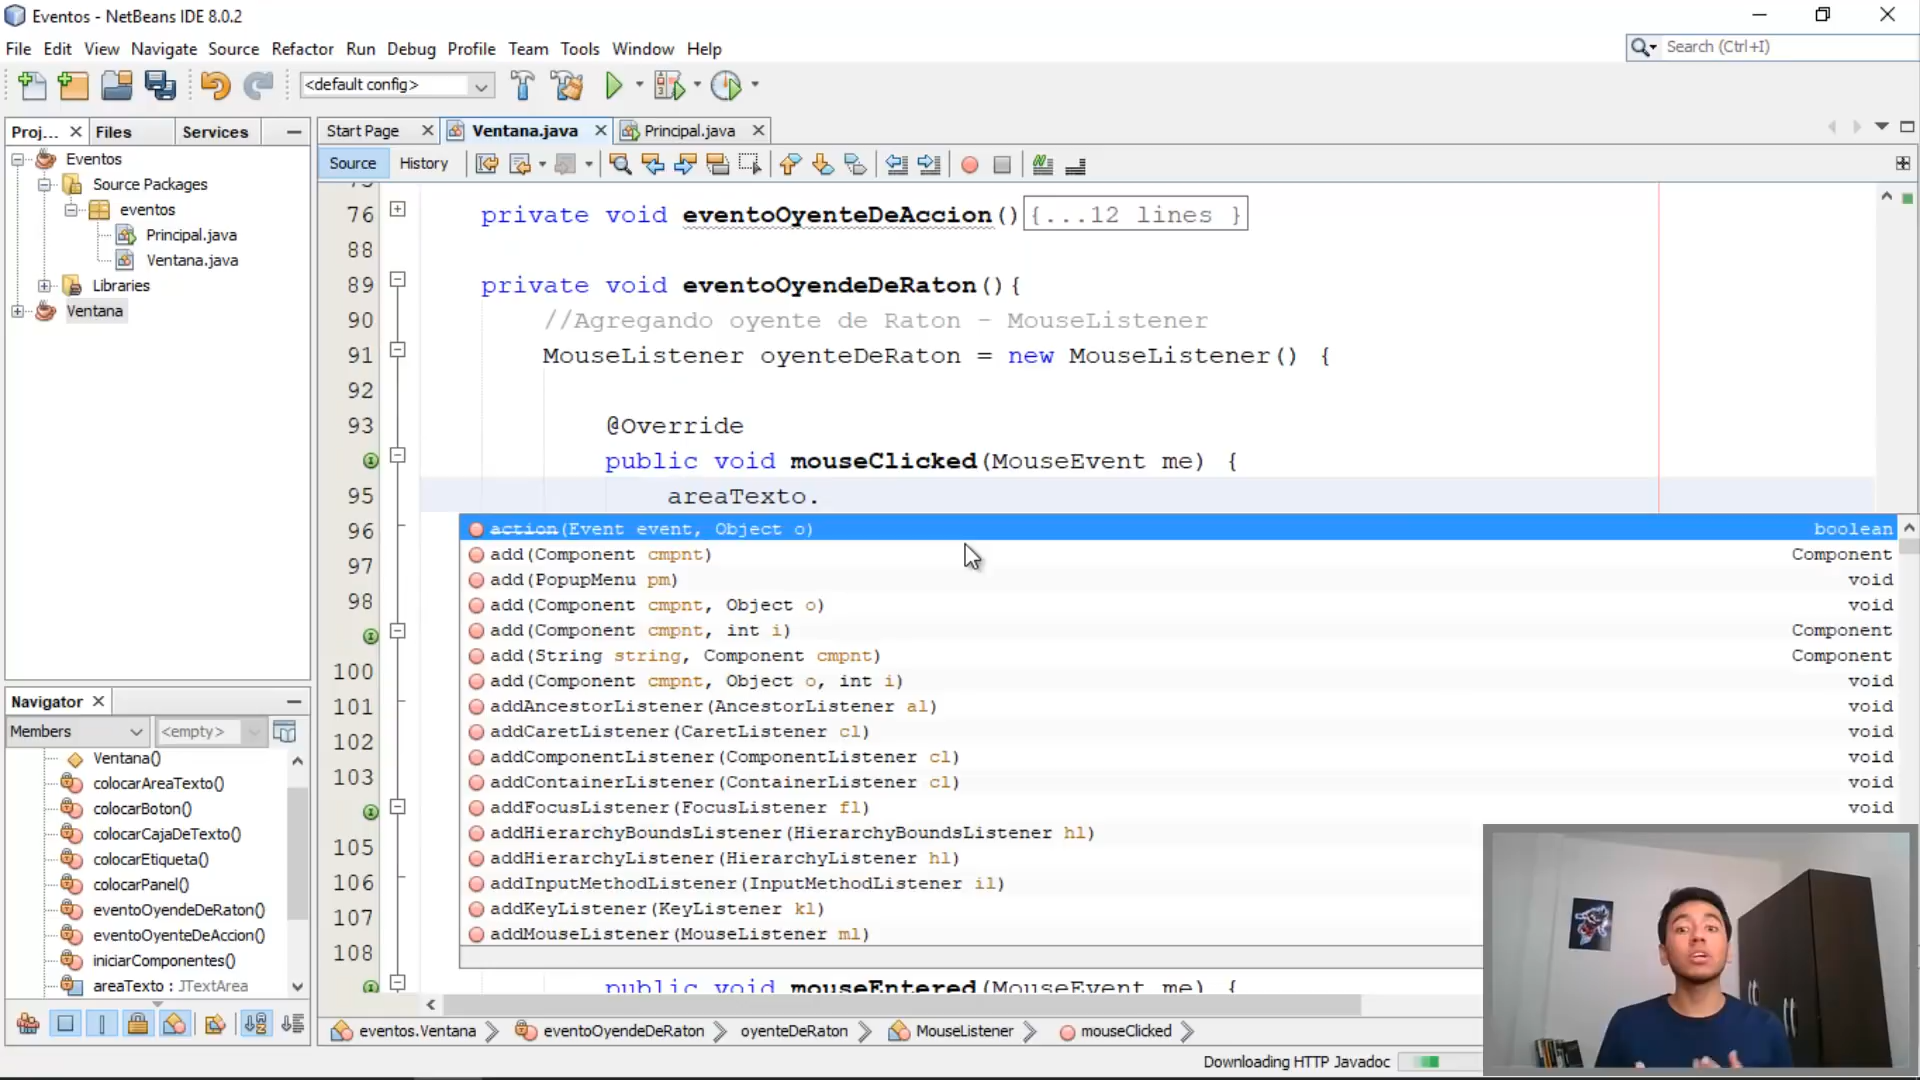 Eventos - NetBeans IDE 8.0.2
File Edit View Navigate Source Refactor Run Debug Profile Team Tools Window Help
Search (Ctrl+I)
<default config>
Proj... Files Services
Start Page Ventana.java Principal.java
Source History
Eventos
Source Packages
eventos
Principal.java
Ventana.java
Libraries
Ventana
76 private void eventoOyenteDeAccion(){...12 lines }
88
89 private void eventoOyendeDeRaton(){
90 //Agregando oyente de Raton - MouseListener
91 MouseListener oyenteDeRaton = new MouseListener() {
92
93 @Override
public void mouseClicked(MouseEvent me) {
95 areaTexto.
96
97
98
100
101
102
103
105
106
107
108
action(Event event, Object o) boolean
add(Component cmpnt) Component
add(PopupMenu pm) void
add(Component cmpnt, Object o) void
add(Component cmpnt, int i) Component
add(String string, Component cmpnt) Component
add(Component cmpnt, Object o, int i) void
addAncestorListener(AncestorListener al) void
addCaretListener(CaretListener cl) void
addComponentListener(ComponentListener cl) void
addContainerListener(ContainerListener cl) void
addFocusListener(FocusListener fl) void
addHierarchyBoundsListener(HierarchyBoundsListener hl)
addHierarchyListener(HierarchyListener hl)
addInputMethodListener(InputMethodListener il)
addKeyListener(KeyListener kl)
addMouseListener(MouseListener ml)
public void mouseEntered(MouseEvent me) {
Navigator
Members <empty>
Ventana()
colocarAreaTexto()
colocarBoton()
colocarCajaDeTexto()
colocarEtiqueta()
colocarPanel()
eventoOyendeDeRaton()
eventoOyenteDeAccion()
iniciarComponentes()
areaTexto : JTextArea
eventos.Ventana eventoOyendeDeRaton oyenteDeRaton MouseListener mouseClicked
Downloading HTTP Javadoc